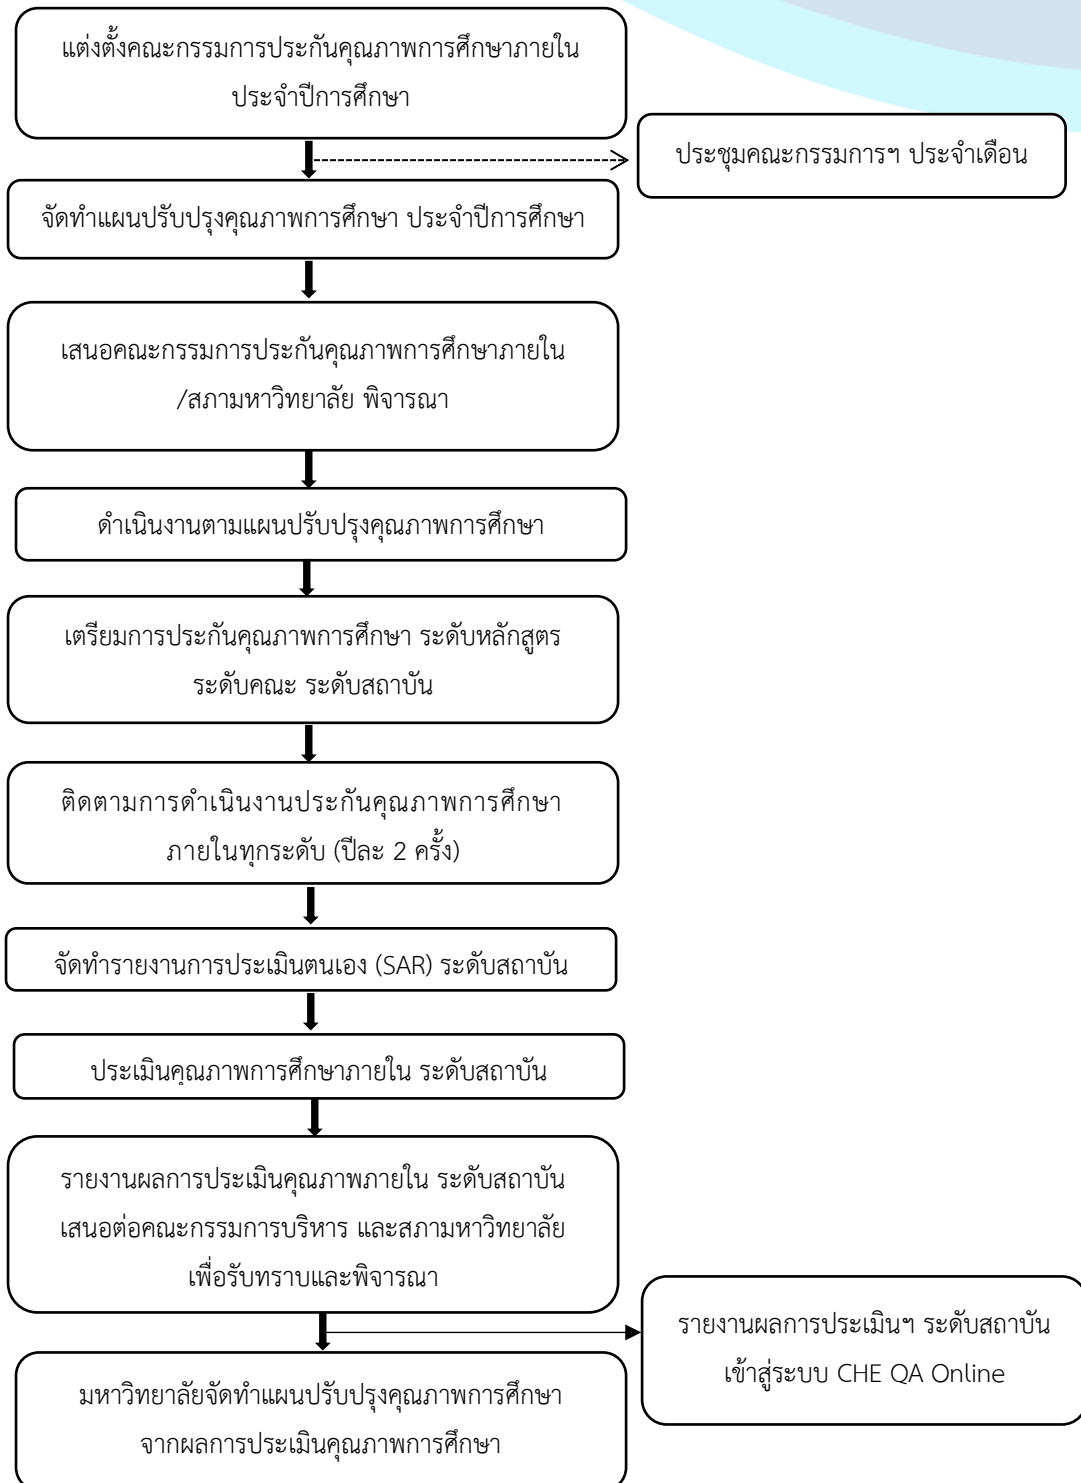 แต่งตั้งคณะกรรมการประกันคุณภาพการศึกษาภายใน
ประจำปีการศึกษา
ประชุมคณะกรรมการฯ ประจำเดือน
จัดทำแผนปรับปรุงคุณภาพการศึกษา ประจำปีการศึกษา
เสนอคณะกรรมการประกันคุณภาพการศึกษาภายใน
/สภามหาวิทยาลัย พิจารณา
ดำเนินงานตามแผนปรับปรุงคุณภาพการศึกษา
เตรียมการประกันคุณภาพการศึกษา ระดับหลักสูตร
ระดับคณะ ระดับสถาบัน
ติดตามการดำเนินงานประกันคุณภาพการศึกษา
ภายในทุกระดับ (ปีละ 2 ครั้ง)
จัดทำรายงานการประเมินตนเอง (SAR) ระดับสถาบัน
ประเมินคุณภาพการศึกษาภายใน ระดับสถาบัน
รายงานผลการประเมินคุณภาพภายใน ระดับสถาบัน
เสนอต่อคณะกรรมการบริหาร และสภามหาวิทยาลัย
เพื่อรับทราบและพิจารณา
รายงานผลการประเมินฯ ระดับสถาบัน
เข้าสู่ระบบ CHE QA Online
มหาวิทยาลัยจัดทำแผนปรับปรุงคุณภาพการศึกษา
จากผลการประเมินคุณภาพการศึกษา